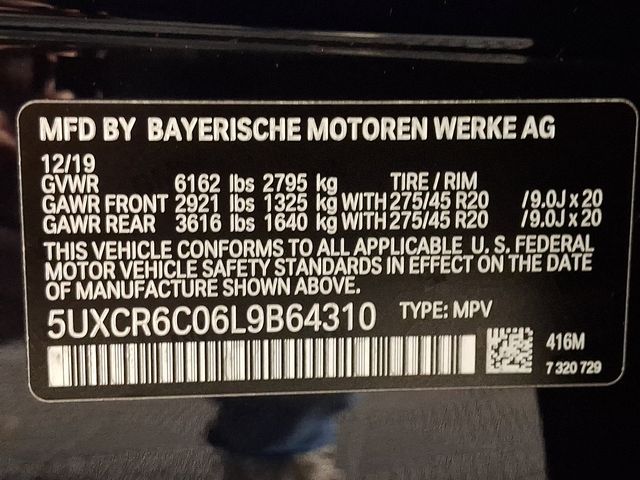 MFD BY BAYERISCHE MOTOREN WERKE AG
12/19
GVWR 6162 lbs 2795 kg TIRE / RIM
GAWR FRONT 2921 lbs 1325 kg WITH 275/45 R20 /9.0J x 20
GAWR REAR 3616 lbs 1640 kg WITH 275/45 R20 /9.0J x 20
THIS VEHICLE CONFORMS TO ALL APPLICABLE U. S. FEDERAL
MOTOR VEHICLE SAFETY STANDARDS IN EFFECT ON THE DATE
OF MANUFACTURE SHOWN ABOVE.
5UXCR6C06L9B64310 TYPE: MPV
416M
7 320 729